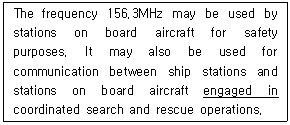 The frequency 156,3MHz may be used by
stations on board aircraft for safety
purposes, It may also be used for
communication between ship stations and
stations on board aircraft engaged in
coordinated search and rescue operations,